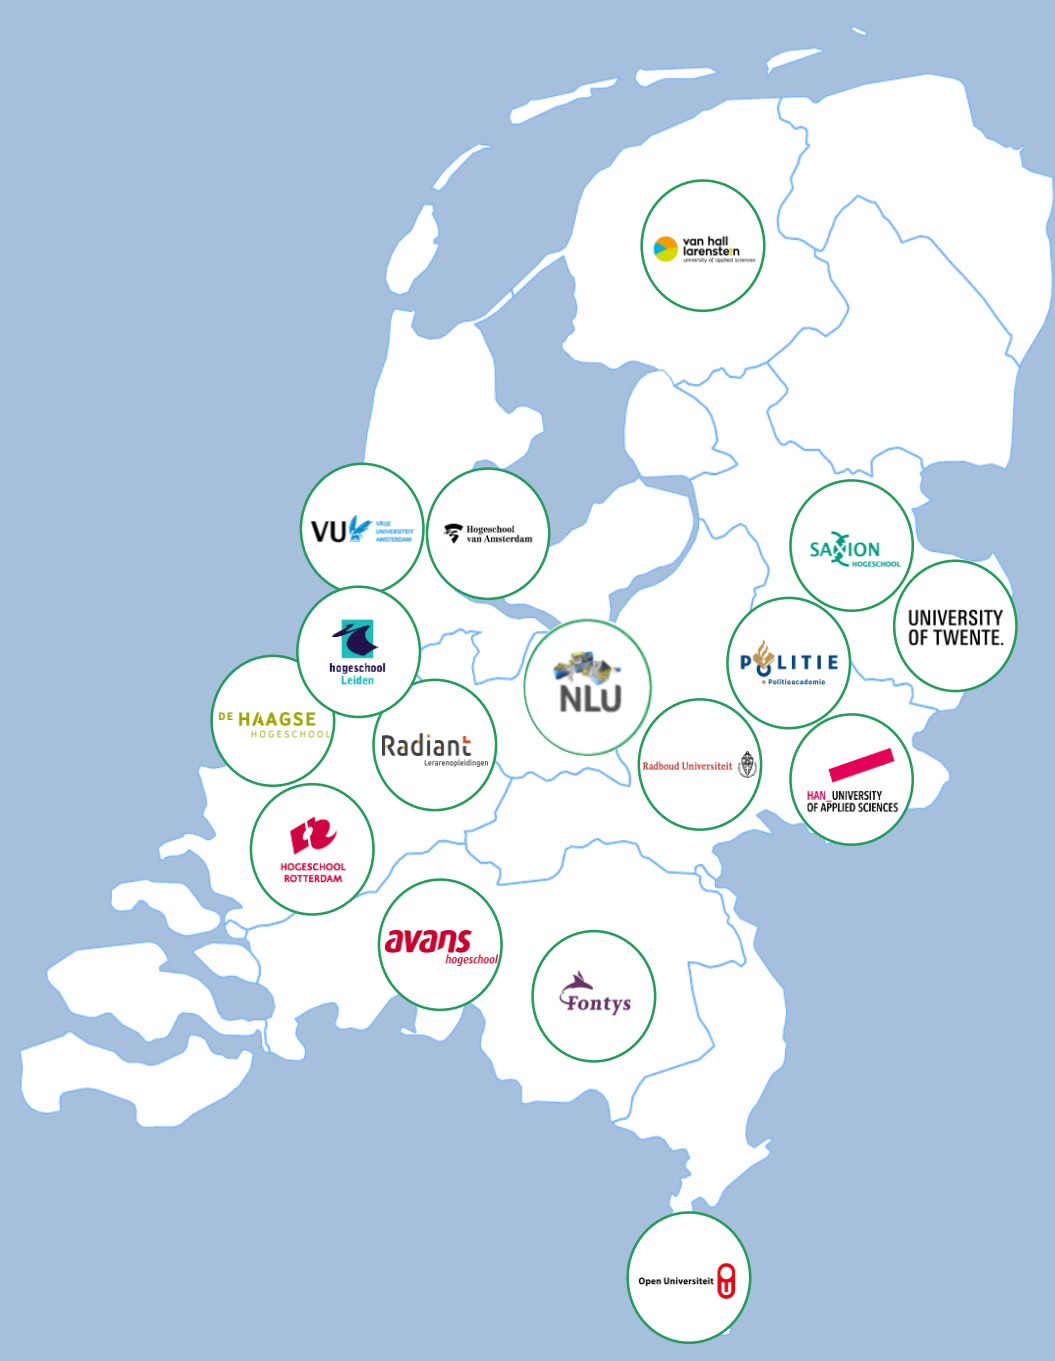 van hall
larenstein
university of applied sciences
VU
VRIJE
UNIVERSITEIT
AMSTERDAM
Hogeschool
van Amsterdam
SAXION
HOGESCHOOL
UNIVERSITY
OF TWENTE.
hogeschool
Leiden
NLU
POLITIE
Politieacademie
DE HAAGSE
HOGESCHOOL
Radiant
Lerarenopleidingen
Radboud Universiteit
HAN_UNIVERSITY
OF APPLIED SCIENCES
HOGESCHOOL
ROTTERDAM
avans
hogeschool
Fontys
Open Universiteit